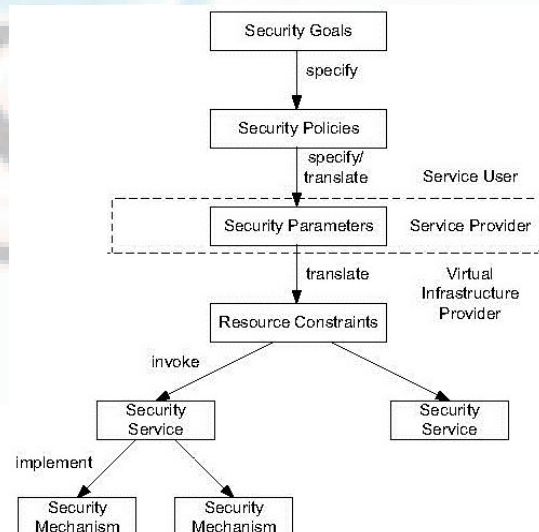 Security Goals
specify
Security Policies
specify/
translate
Service User
Security Parameters
Service Provider
translate
Virtual
Infrastructure
Provider
Resource Constraints
invoke
Security
Service
Security
Service
implement
Security
Mechanism
Security
Mechanism